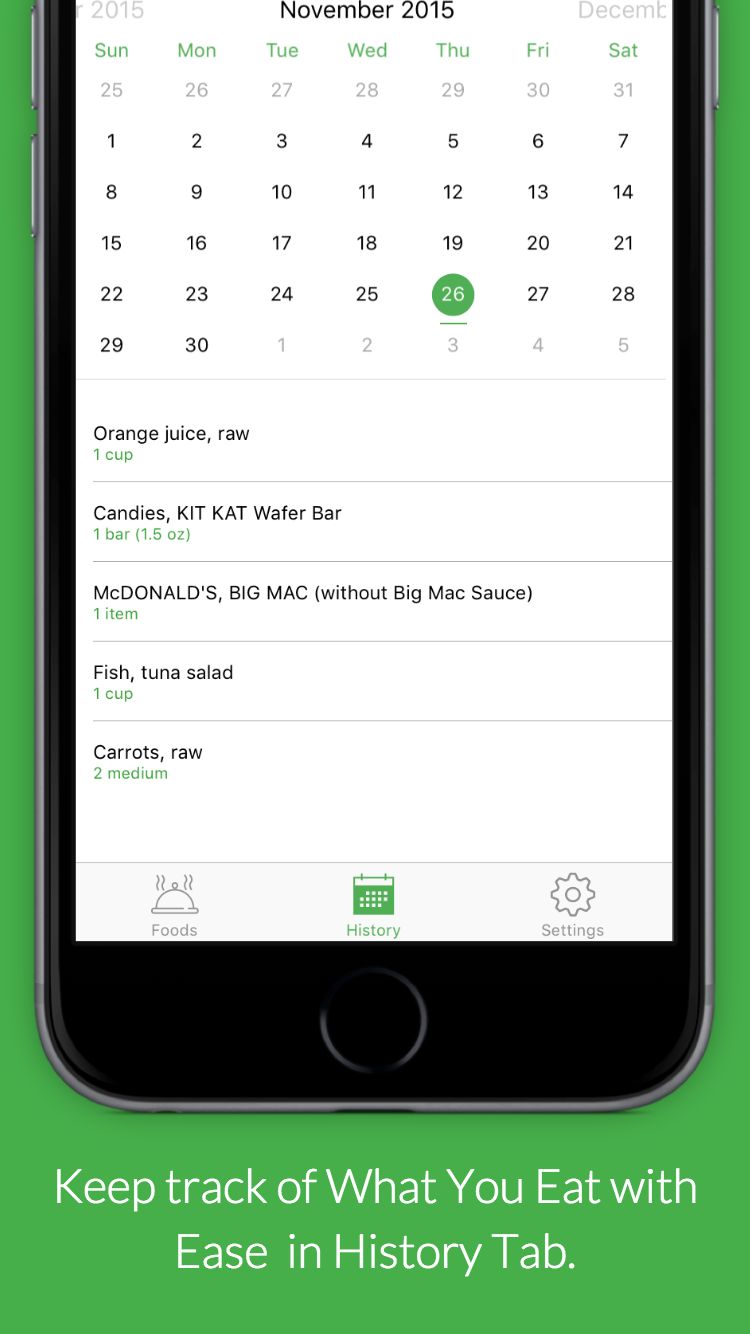 r 2015 November 2015 Decemb
Sun Mon Tue Wed Thu Fri Sat
25 26 27 28 29 30 31
1 2 3 4 5 6 7
8 9 10 11 12 13 14
15 16 17 18 19 20 21
22 23 24 25 26 27 28
29 30 1 2 3 4 5
Orange juice, raw
1 cup
Candies, KIT KAT Wafer Bar
1 bar (1.5 oz)
McDONALD'S, BIG MAC (without Big Mac Sauce)
1 item
Fish, tuna salad
1 cup
Carrots, raw
2 medium
Foods History Settings
Keep track of What You Eat with
Ease in History Tab.